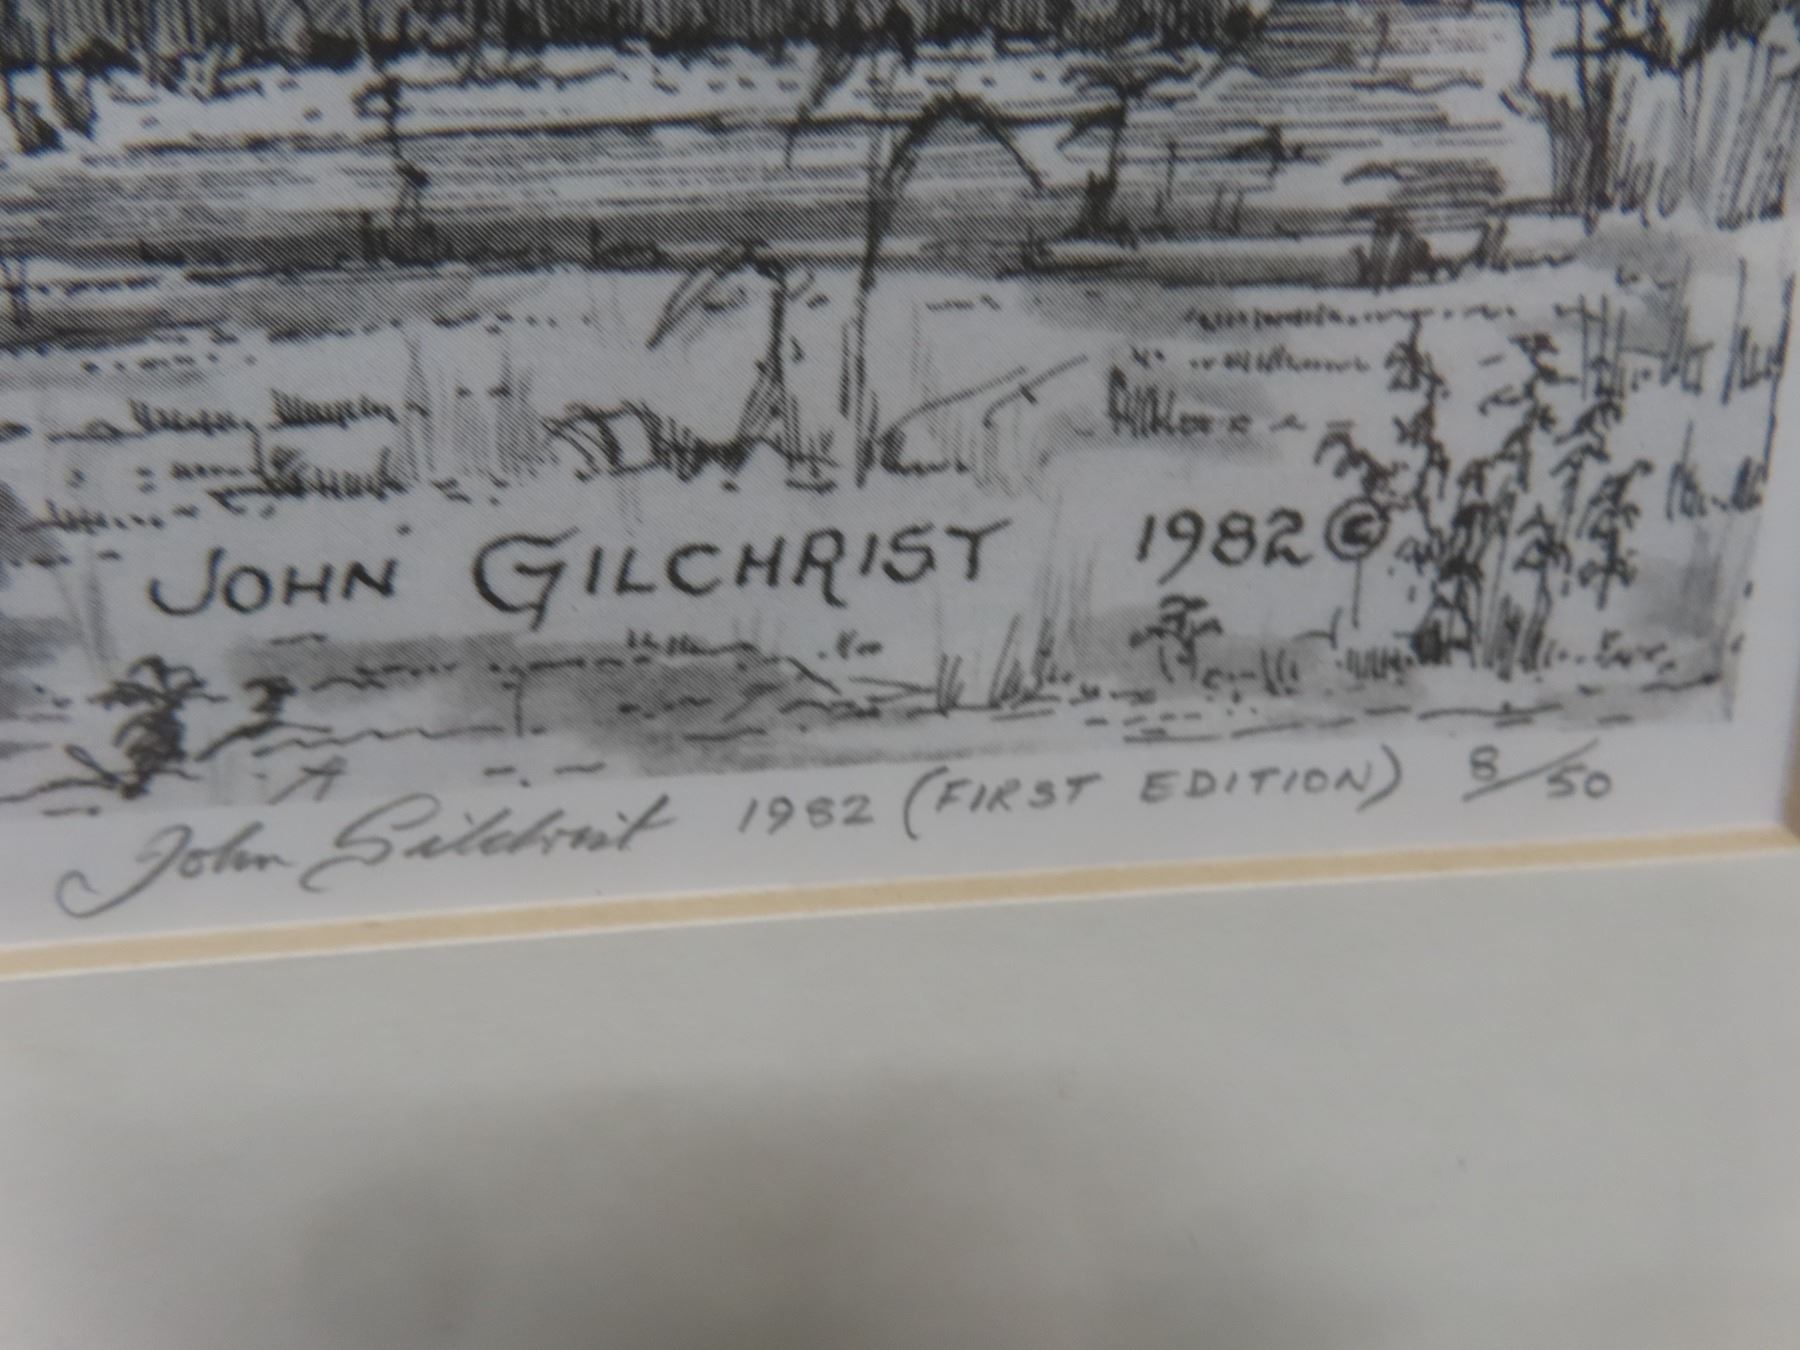 JOHN GILCHRIST 1982 ©
John Gilchrist 1982 (FIRST EDITION) 8/50